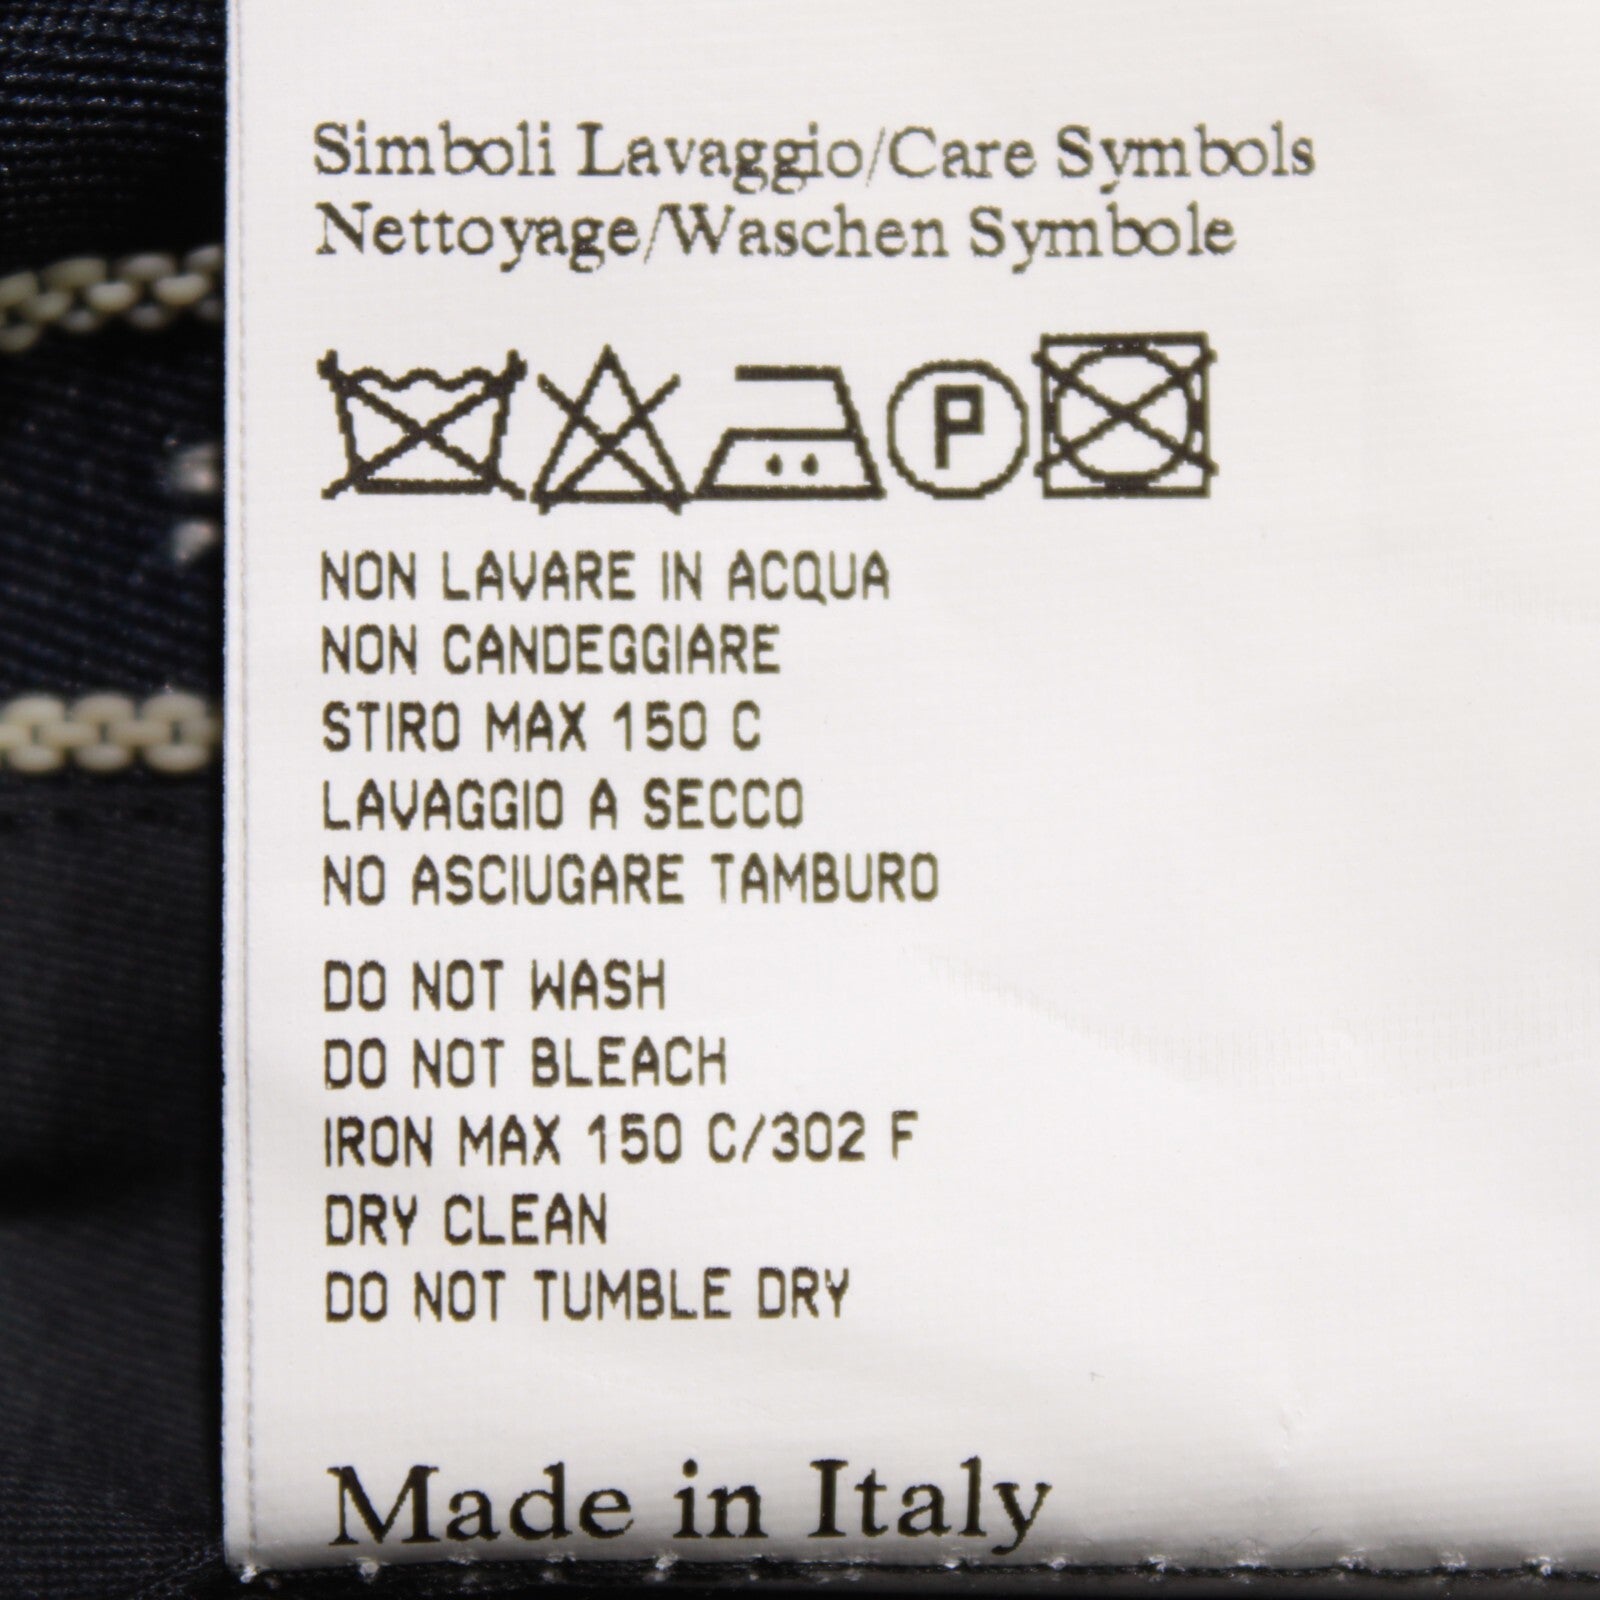 Simboli Lavaggio/Care Symbols
Nettoyage/Waschen Symbole
P
NON LAVARE IN ACQUA
NON CANDEGGIARE
STIRO MAX 150 C
LAVAGGIO A SECCO
NO ASCIUGARE TAMBURO
DO NOT WASH
DO NOT BLEACH
IRON MAX 150 C/302 F
DRY CLEAN
DO NOT TUMBLE DRY
Made in Italy